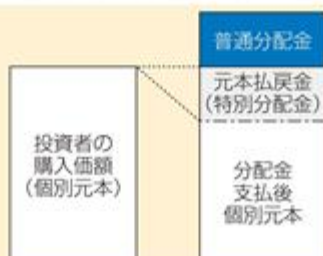 普通分配金
元本払戻金
(特別分配金)
投資者の
購入価額
(個別元本)
分配金
支払後
個別元本